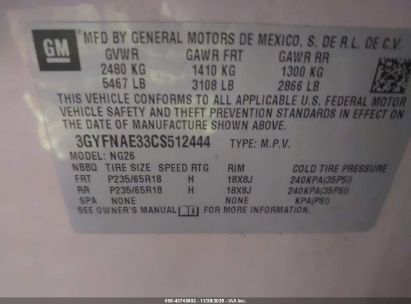 GM
MFD BY GENERAL MOTORS DE MEXICO, S. DE R.L. DE C.V.
GVWR GAWR FRT GAWR RR
2480 KG 1410 KG 1300 KG
5467 LB 3108 LB 2866 LB
THIS VEHICLE CONFORMS TO ALL APPLICABLE U.S. FEDERAL MOTOR
VEHICLE SAFETY AND THEFT PREVENTION STANDARDS IN EFFECT ON
THE DATE OF MANUFACTURE SHOWN ABOVE.
3GYFNAE33CS512444 TYPE: M.P.V.
MODEL: NG26
NBBQ TIRE SIZE SPEED RTG RIM COLD TIRE PRESSURE
FRT P235/65R18 H 18X8J 240KPA(35PSI)
RR P235/65R18 H 18X8J 240KPA(35PSI)
SPA NONE NONE KPA(PSI)
SEE OWNER'S MANUAL FOR MORE INFORMATION.